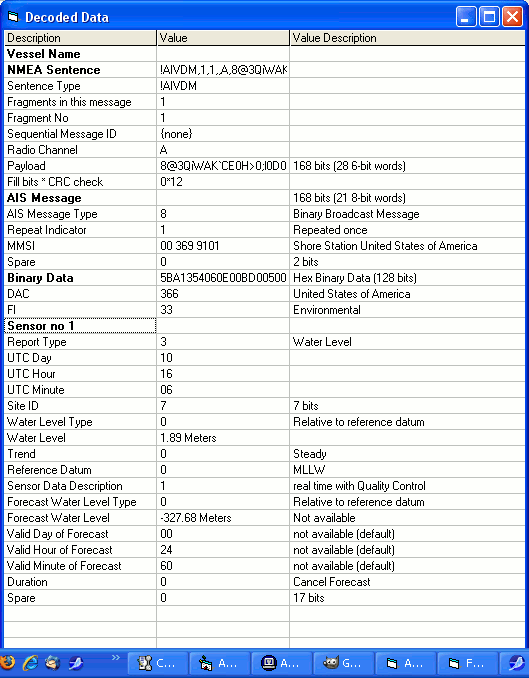 Decoded Data
Description Value Value Description
Vessel Name
NMEA Sentence !AIVDM,1,1,,A,8@3QiWAK
Sentence Type !AIVDM
Fragments in this message 1
Fragment No 1
Sequential Message ID {none}
Radio Channel A
Payload 8@3QiWAK`CE0H>0;l0D0 168 bits (28 6-bit words)
Fill bits * CRC check 0*12
AIS Message 168 bits (21 8-bit words)
AIS Message Type 8 Binary Broadcast Message
Repeat Indicator 1 Repeated once
MMSI 00 369 9101 Shore Station United States of America
Spare 0 2 bits
Binary Data 5BA1354060E00BD00500 Hex Binary Data (128 bits)
DAC 366 United States of America
FI 33 Environmental
Sensor no 1
Report Type 3 Water Level
UTC Day 10
UTC Hour 16
UTC Minute 06
Site ID 7 7 bits
Water Level Type 0 Relative to reference datum
Water Level 1.89 Meters
Trend 0 Steady
Reference Datum 0 MLLW
Sensor Data Description 1 real time with Quality Control
Forecast Water Level Type 0 Relative to reference datum
Forecast Water Level -327.68 Meters Not available
Valid Day of Forecast 00 not available (default)
Valid Hour of Forecast 24 not available (default)
Valid Minute of Forecast 60 not available (default)
Duration 0 Cancel Forecast
Spare 0 17 bits
C... A... A... G... A... F...